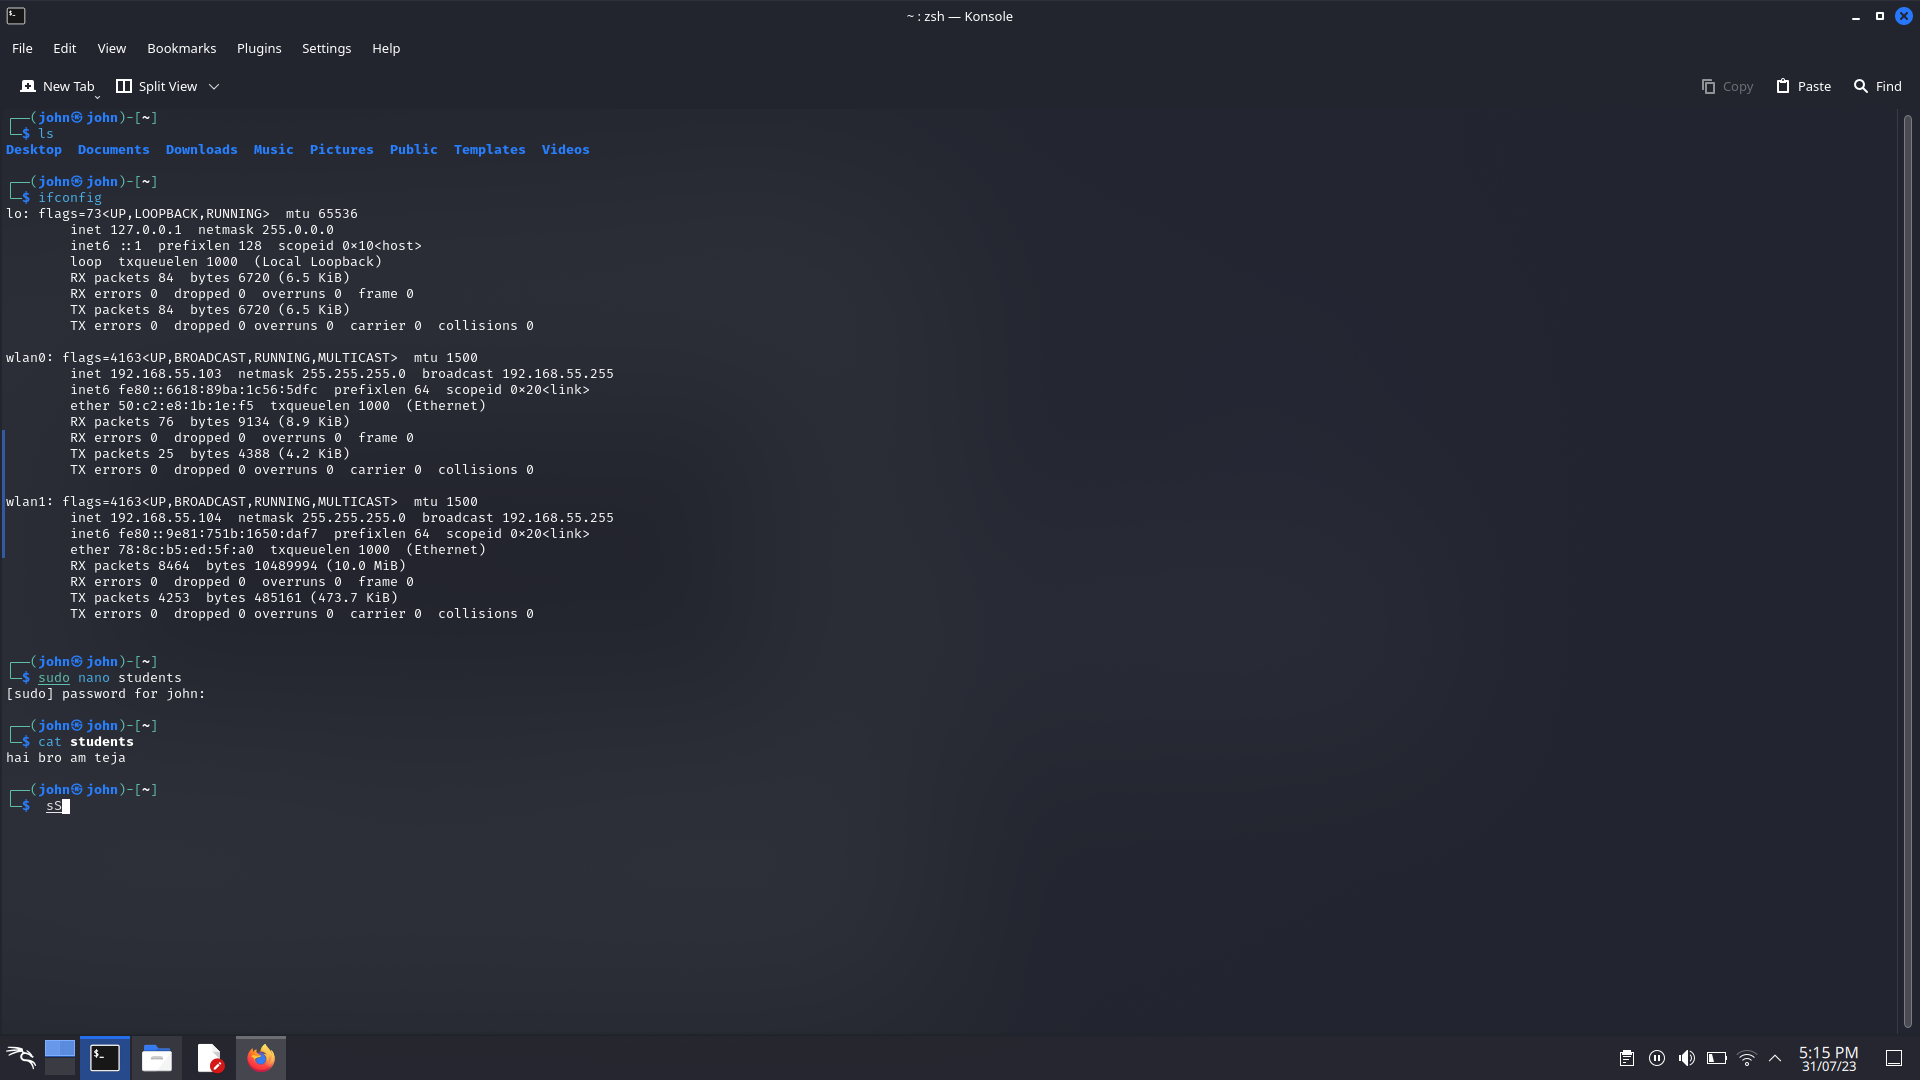 ~ : zsh — Konsole
File Edit View Bookmarks Plugins Settings Help
New Tab Split View Copy Paste Find
┌──(john㉿john)-[~]
└─$ ls
Desktop  Documents  Downloads  Music  Pictures  Public  Templates  Videos
┌──(john㉿john)-[~]
└─$ ifconfig
lo: flags=73<UP,LOOPBACK,RUNNING>  mtu 65536
        inet 127.0.0.1  netmask 255.0.0.0
        inet6 ::1  prefixlen 128  scopeid 0×10<host>
        loop  txqueuelen 1000  (Local Loopback)
        RX packets 84  bytes 6720 (6.5 KiB)
        RX errors 0  dropped 0  overruns 0  frame 0
        TX packets 84  bytes 6720 (6.5 KiB)
        TX errors 0  dropped 0 overruns 0  carrier 0  collisions 0
wlan0: flags=4163<UP,BROADCAST,RUNNING,MULTICAST>  mtu 1500
        inet 192.168.55.103  netmask 255.255.255.0  broadcast 192.168.55.255
        inet6 fe80::6618:89ba:1c56:5dfc  prefixlen 64  scopeid 0×20<link>
        ether 50:c2:e8:1b:1e:f5  txqueuelen 1000  (Ethernet)
        RX packets 76  bytes 9134 (8.9 KiB)
        RX errors 0  dropped 0  overruns 0  frame 0
        TX packets 25  bytes 4388 (4.2 KiB)
        TX errors 0  dropped 0 overruns 0  carrier 0  collisions 0
wlan1: flags=4163<UP,BROADCAST,RUNNING,MULTICAST>  mtu 1500
        inet 192.168.55.104  netmask 255.255.255.0  broadcast 192.168.55.255
        inet6 fe80::9e81:751b:1650:daf7  prefixlen 64  scopeid 0×20<link>
        ether 78:8c:b5:ed:5f:a0  txqueuelen 1000  (Ethernet)
        RX packets 8464  bytes 10489994 (10.0 MiB)
        RX errors 0  dropped 0  overruns 0  frame 0
        TX packets 4253  bytes 485161 (473.7 KiB)
        TX errors 0  dropped 0 overruns 0  carrier 0  collisions 0
┌──(john㉿john)-[~]
└─$ sudo nano students
[sudo] password for john:
┌──(john㉿john)-[~]
└─$ cat students
hai bro am teja
┌──(john㉿john)-[~]
└─$  sS
5:15 PM
31/07/23